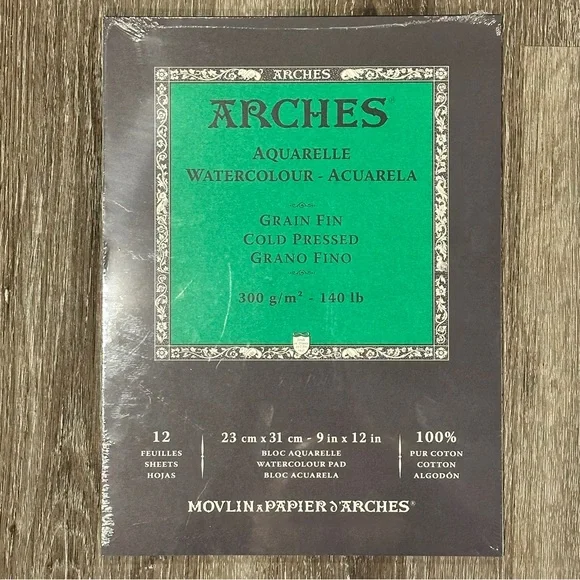 ARCHES
ARCHES®
AQUARELLE
WATERCOLOUR - ACUARELA
GRAIN FIN
COLD PRESSED
GRANO FINO
300 g/m² - 140 lb
12
FEUILLES
SHEETS
HOJAS
23 cm x 31 cm - 9 in x 12 in
BLOC AQUARELLE
WATERCOLOUR PAD
BLOC ACUARELA
100%
PUR COTON
COTTON
ALGODÓN
MOVLIN A PAPIER D'ARCHES®